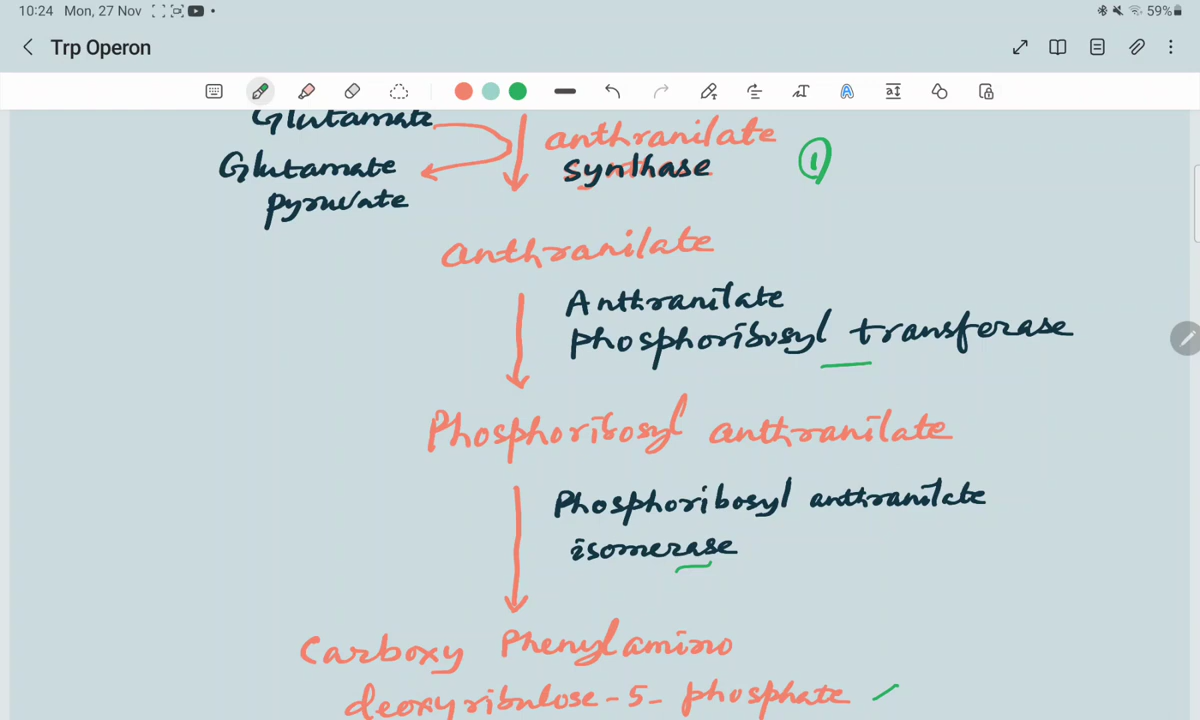 10:24 Mon, 27 Nov
59%
Trp Operon
Glutamate
anthranilate
synthase
1
Glutamate
pyruvate
anthranilate
Anthranilate
phosphoribosyl transferase
Phosphoribosyl anthranilate
Phosphoribosyl anthranilate
isomerase
Carboxy Phenylamino
deoxyribulose-5-phosphate